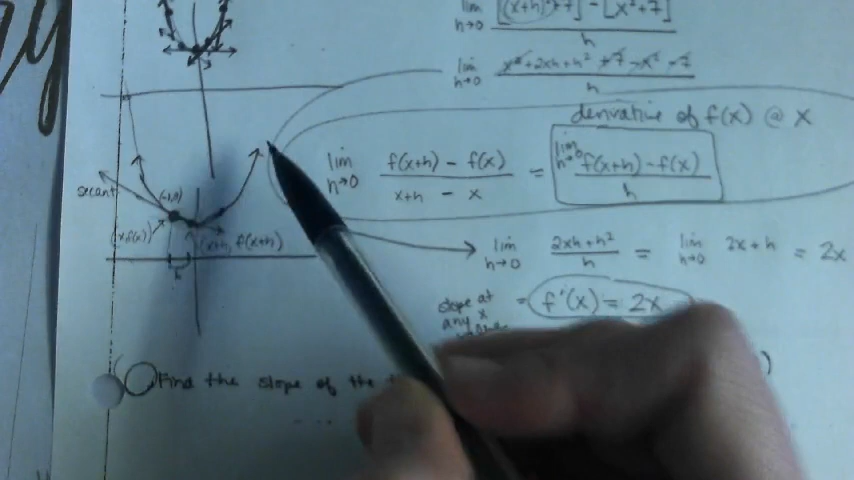 lim h→0 [(x+h)²+7] - [x²+7] / h
lim h→0 x²+2xh+h²+7-x²-7 / h
derivative of f(x) @ x
lim h→0 f(x+h) - f(x) / x+h - x = lim h→0 f(x+h) - f(x) / h
secant
(x, f(x))
(x+h, f(x+h)
h
lim h→0 2xh+h² / h = lim h→0 2x+h = 2x
slope at
any x
= f'(x) = 2x
Find the slope of the